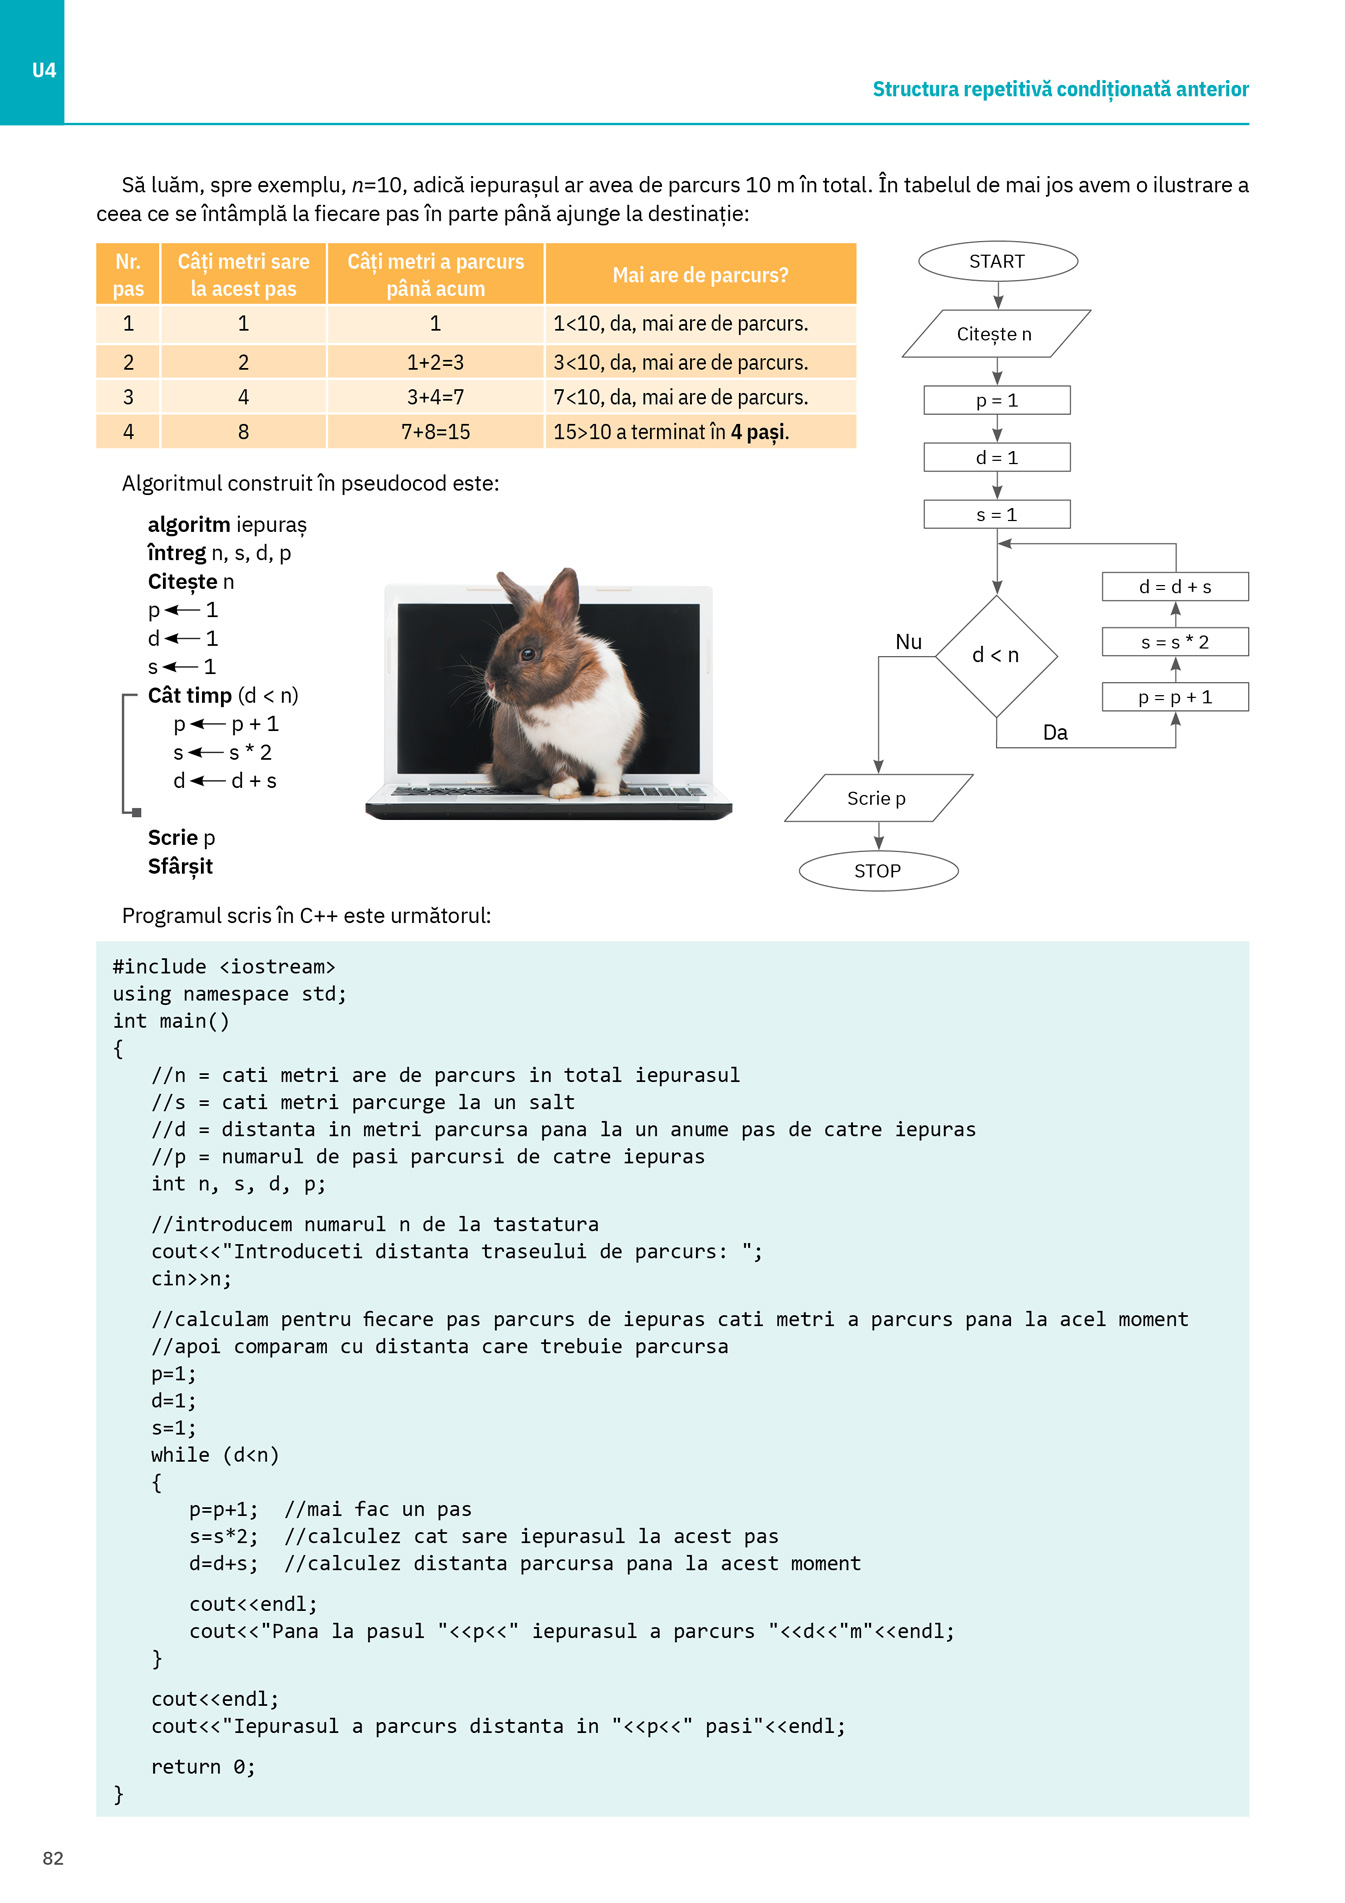 U4
Structura repetitivă condiționată anterior
Să luăm, spre exemplu, n=10, adică iepurașul ar avea de parcurs 10 m în total. În tabelul de mai jos avem o ilustrare a
ceea ce se întâmplă la fiecare pas în parte până ajunge la destinație:
Nr. pas | Câți metri sare la acest pas | Câți metri a parcurs până acum | Mai are de parcurs?
1 | 1 | 1 | 1<10, da, mai are de parcurs.
2 | 2 | 1+2=3 | 3<10, da, mai are de parcurs.
3 | 4 | 3+4=7 | 7<10, da, mai are de parcurs.
4 | 8 | 7+8=15 | 15>10 a terminat în 4 pași.
Algoritmul construit în pseudocod este:
algoritm iepuraș
întreg n, s, d, p
Citește n
p ← 1
d ← 1
s ← 1
Cât timp (d < n)
p ← p + 1
s ← s * 2
d ← d + s
Scrie p
Sfârșit
START
Citește n
p = 1
d = 1
s = 1
d < n
Nu
Da
p = p + 1
s = s * 2
d = d + s
Scrie p
STOP
Programul scris în C++ este următorul:
#include <iostream>
using namespace std;
int main()
{
//n = cati metri are de parcurs in total iepurasul
//s = cati metri parcurge la un salt
//d = distanta in metri parcursa pana la un anume pas de catre iepuras
//p = numarul de pasi parcursi de catre iepuras
int n, s, d, p;
//introducem numarul n de la tastatura
cout<<"Introduceti distanta traseului de parcurs: ";
cin>>n;
//calculam pentru fiecare pas parcurs de iepuras cati metri a parcurs pana la acel moment
//apoi comparam cu distanta care trebuie parcursa
p=1;
d=1;
s=1;
while (d<n)
{
p=p+1; //mai fac un pas
s=s*2; //calculez cat sare iepurasul la acest pas
d=d+s; //calculez distanta parcursa pana la acest moment
cout<<endl;
cout<<"Pana la pasul "<<p<<" iepurasul a parcurs "<<d<<"m"<<endl;
}
cout<<endl;
cout<<"Iepurasul a parcurs distanta in "<<p<<" pasi"<<endl;
return 0;
}
82